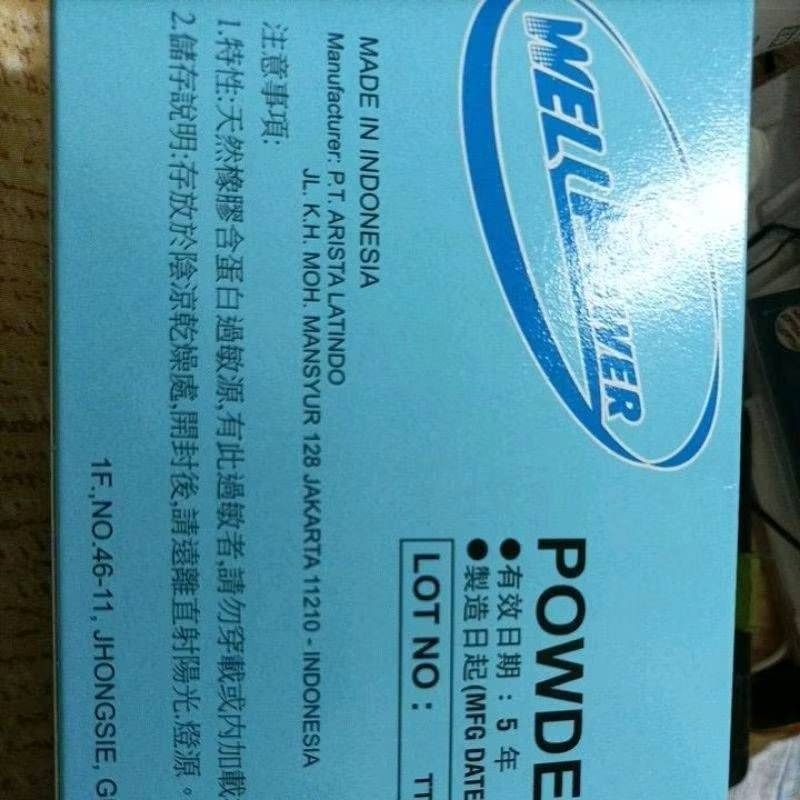 WELL
POWDE
●有效日期：5 年
●製造日起(MFG DATE
LOT NO： TT
MADE IN INDONESIA
Manufacturer: P.T. ARISTA LATINDO
JL. K.H. MOH. MANSYUR 128 JAKARTA 11210 - INDONESIA
注意事項:
1.特性:天然橡膠含蛋白過敏源,有此過敏者,請勿穿載或內加載
2.儲存說明:存放於陰涼乾燥處,開封後,請遠離直射陽光.燈源。
1F.,NO.46-11, JHONGSIE, G